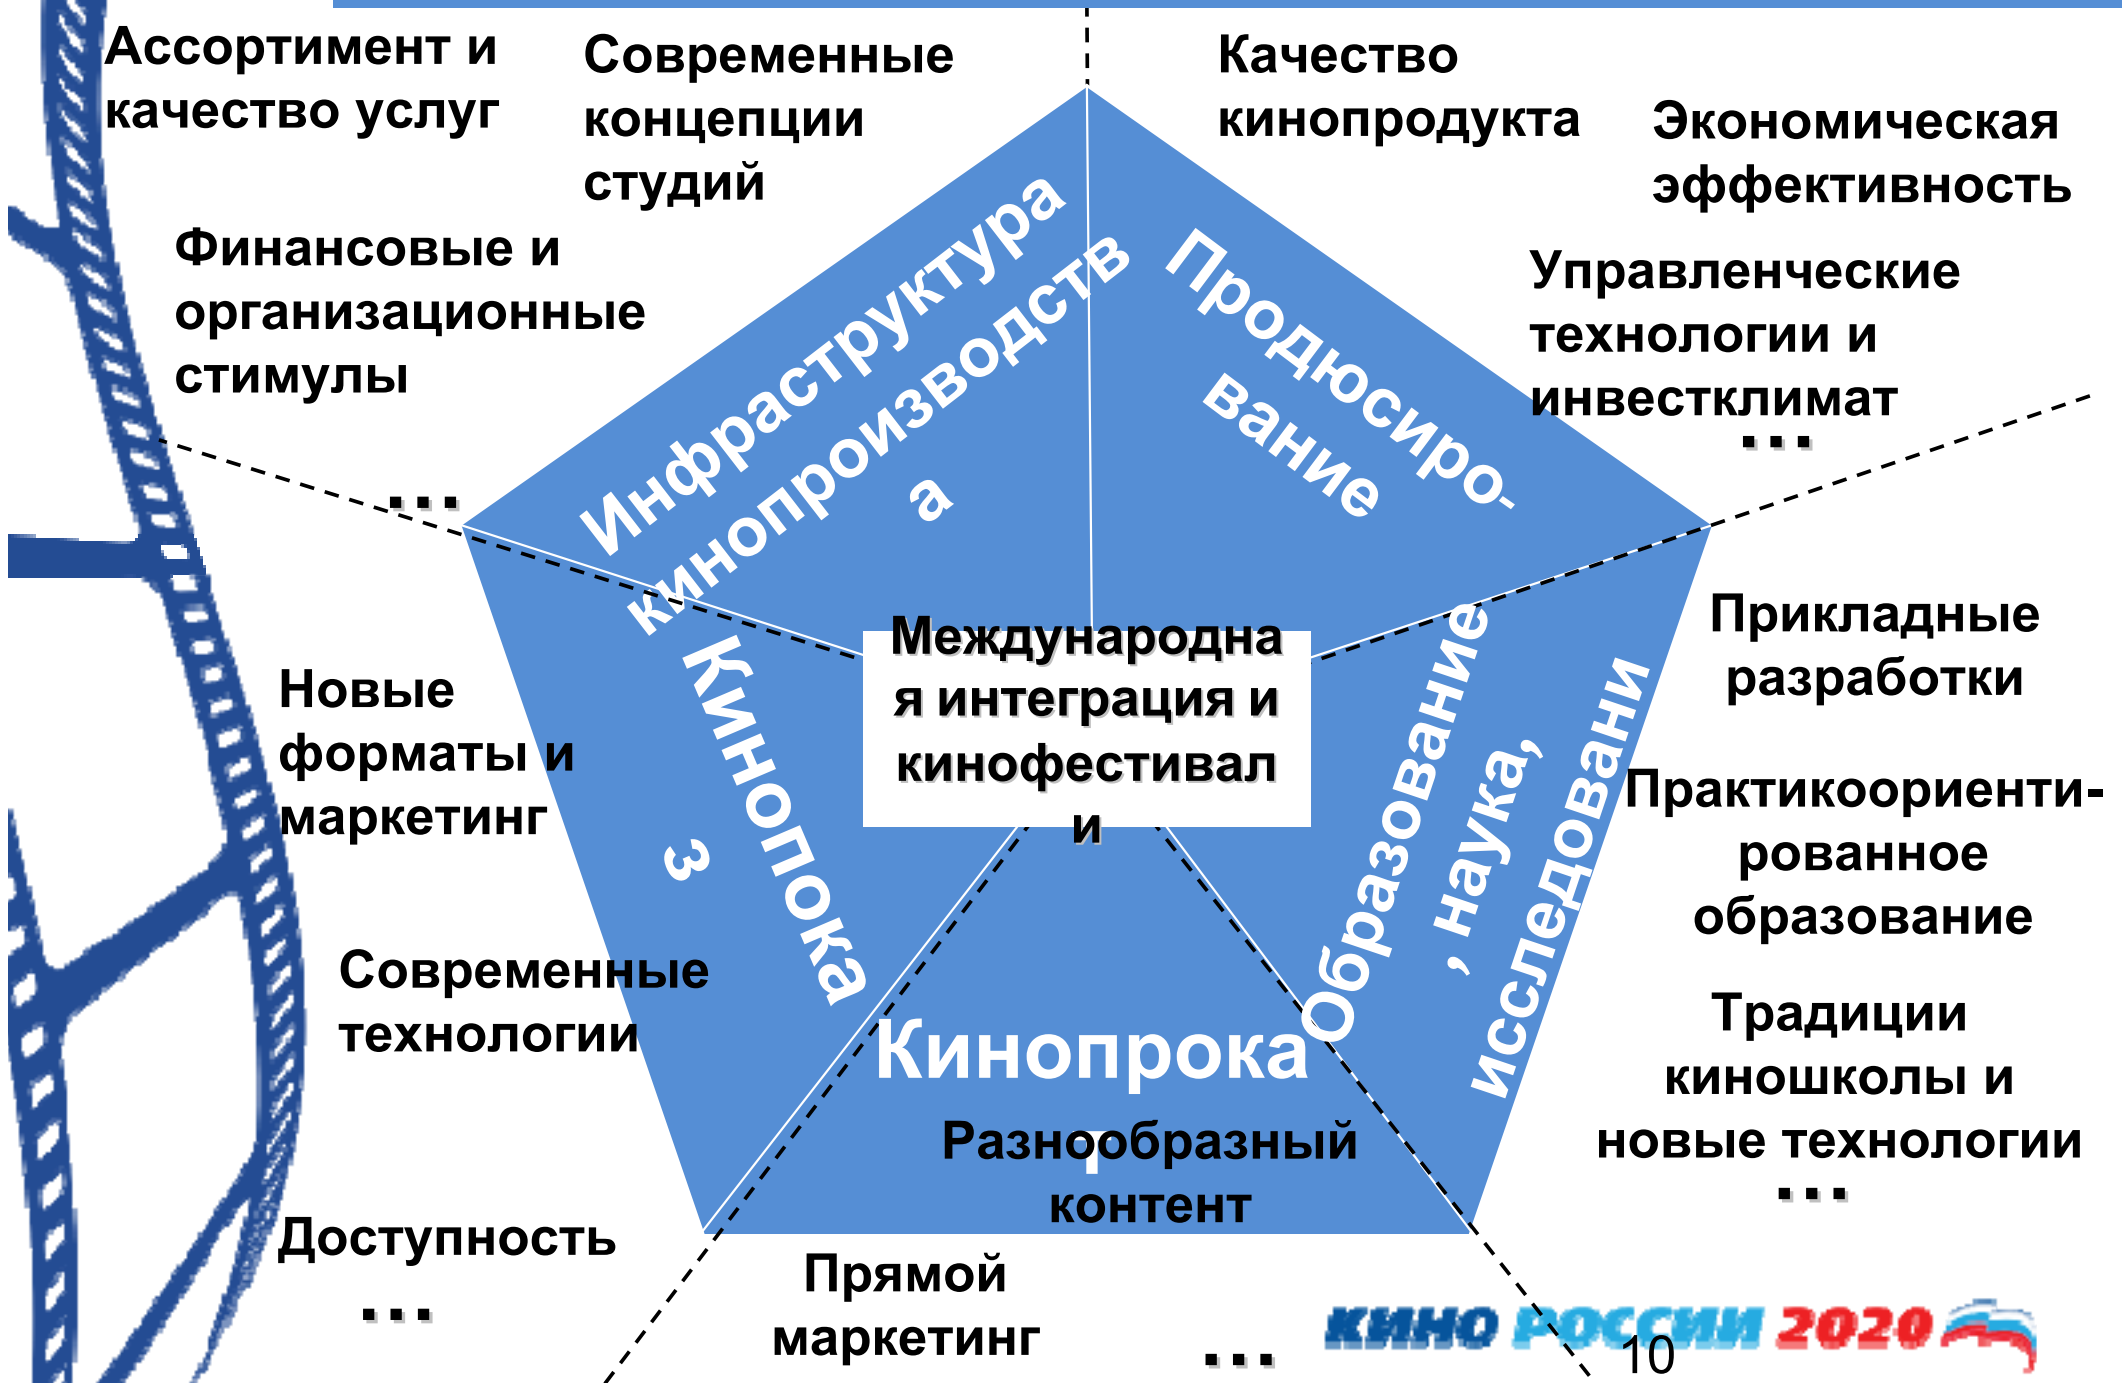 Ассортимент и
качество услуг
Современные
концепции
студий
Качество
кинопродукта
Экономическая
эффективность
Финансовые и
организационные
стимулы
...
Управленческие
технологии и
инвестклимат
...
Инфраструктура
кинопроизводств
а
Продюсиро-
вание
Международна
я интеграция и
кинофестивал
и
Кинопока
з
Образование
, наука,
исследовани
Новые
форматы и
маркетинг
Современные
технологии
Доступность
...
Прикладные
разработки
Практикоориенти-
рованное
образование
Традиции
киношколы и
новые технологии
...
Кинопрока
т
Разнообразный
контент
Прямой
маркетинг
...
КИНО РОССИИ 2020
10